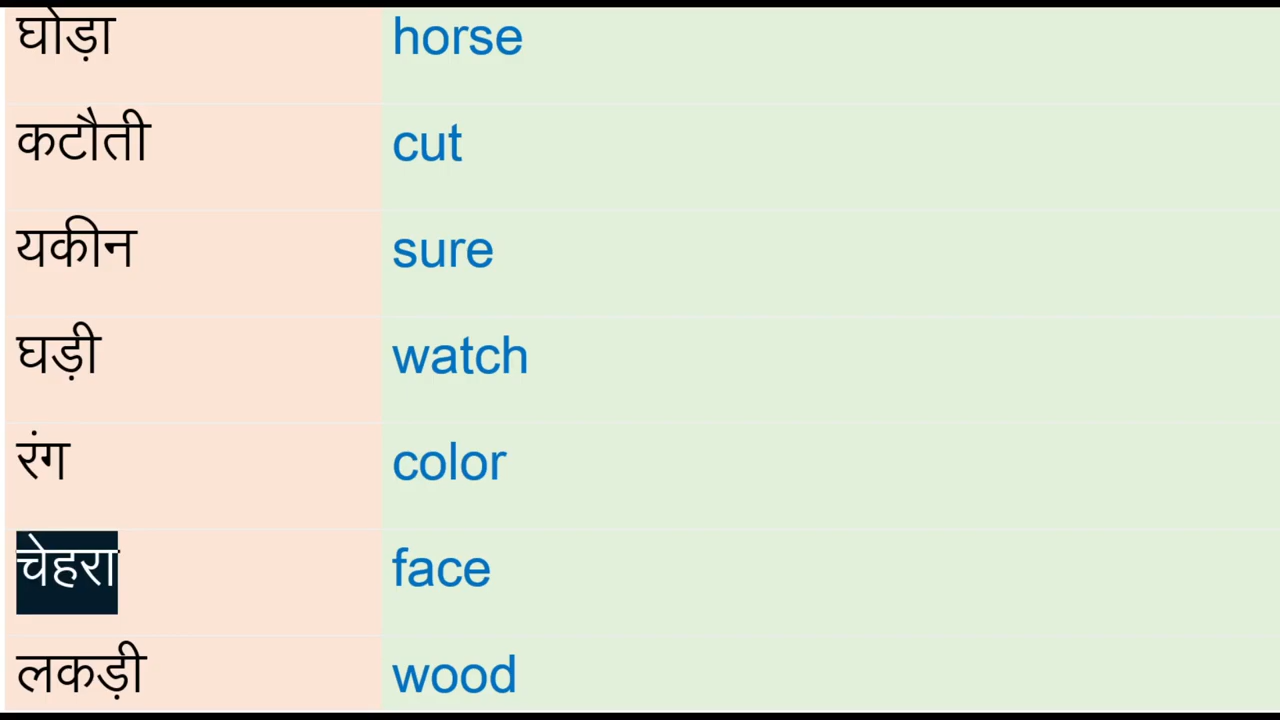 घोड़ा horse
कटौती cut
यकीन sure
घड़ी watch
रंग color
चेहरा face
लकड़ी wood